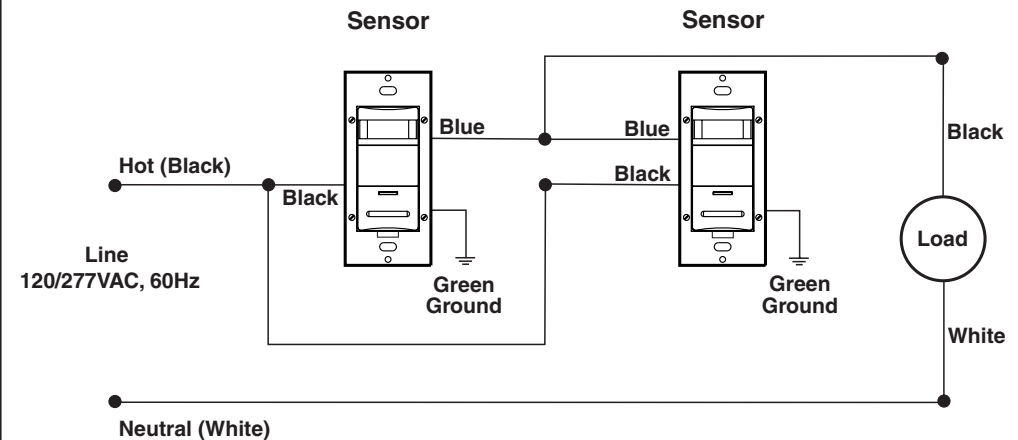 Sensor
Sensor
Blue
Blue
Black
Hot (Black)
Black
Black
Line
120/277VAC, 60Hz
Load
Green
Ground
Green
Ground
White
Neutral (White)